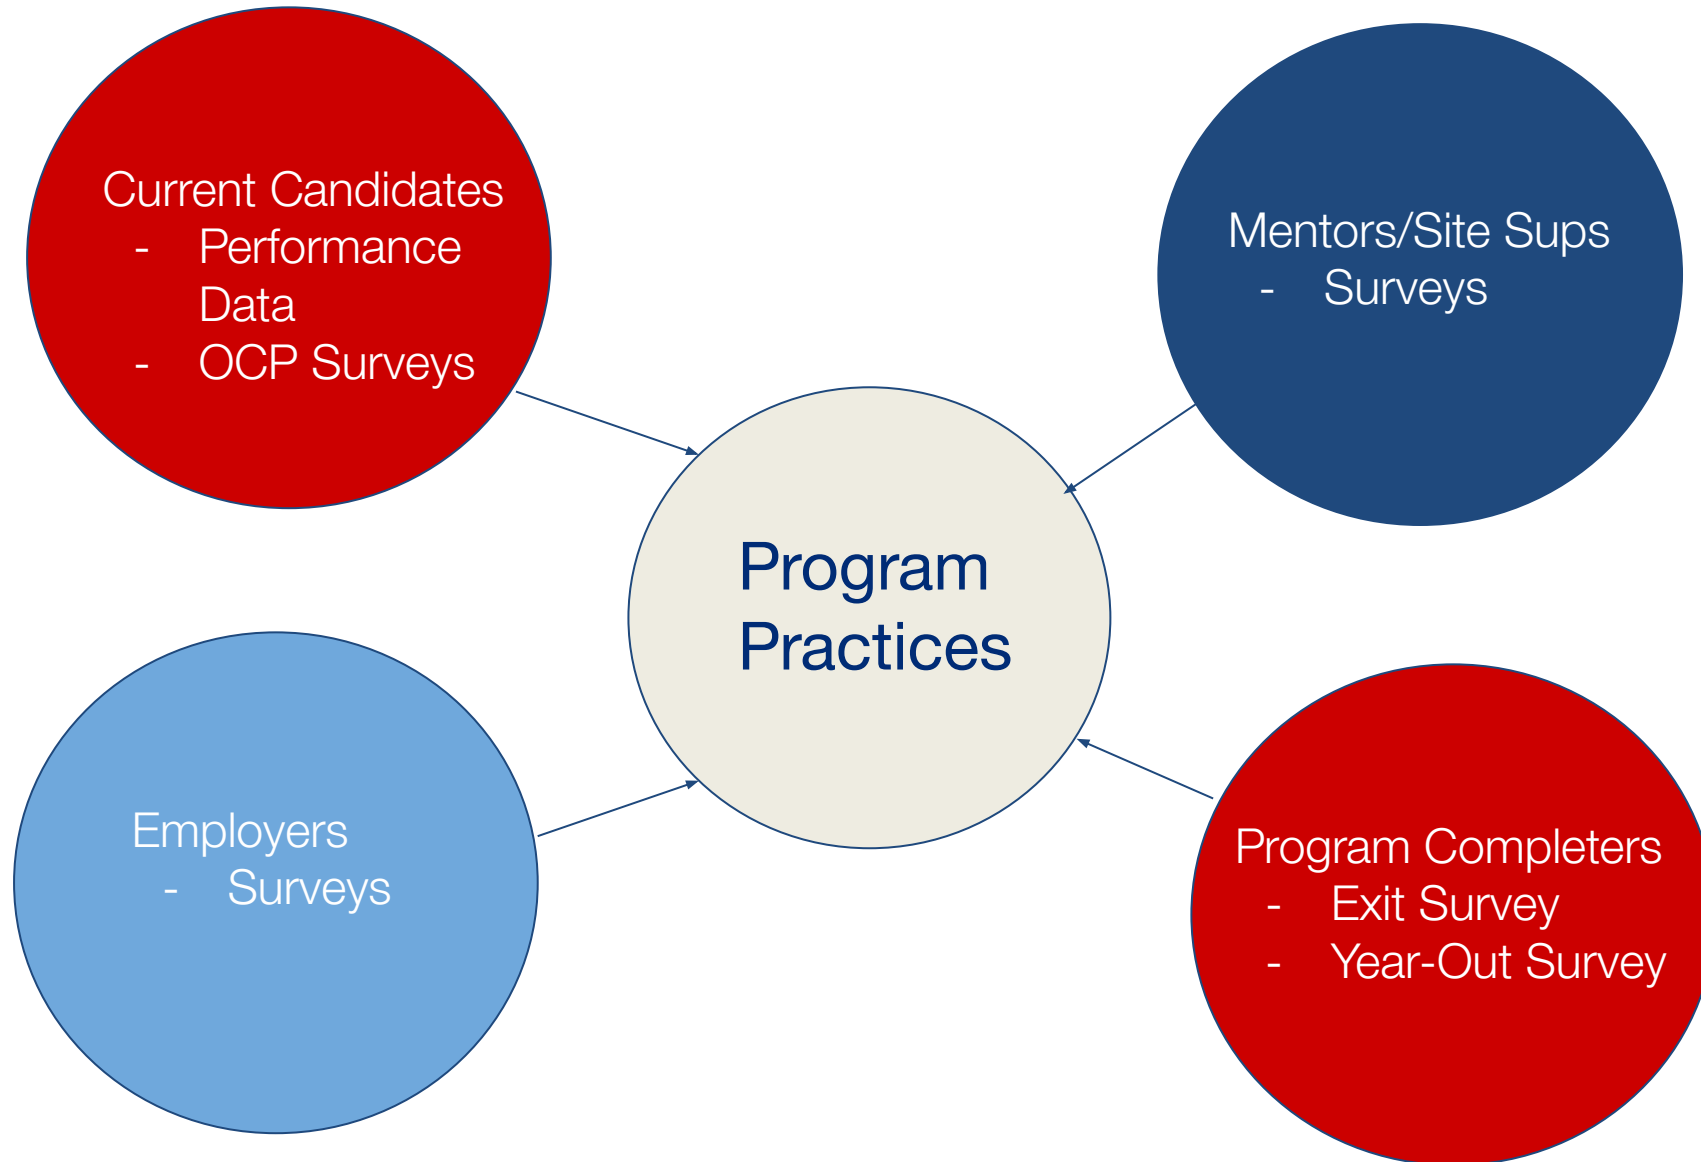 Current Candidates
- Performance
Data
- OCP Surveys
Mentors/Site Sups
- Surveys
Program
Practices
Employers
- Surveys
Program Completers
- Exit Survey
- Year-Out Survey